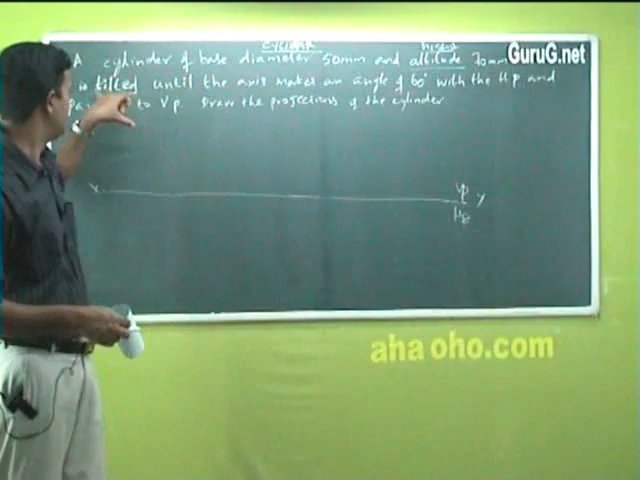 Cylinder
height
GuruG.net
A cylinder of base diameter 50mm and altitude 70mm
is tilted until the axis makes an angle of 60° with the H p and
Par to V p. Draw the projections of the cylinder
X VP Y
HP
aha oho.com